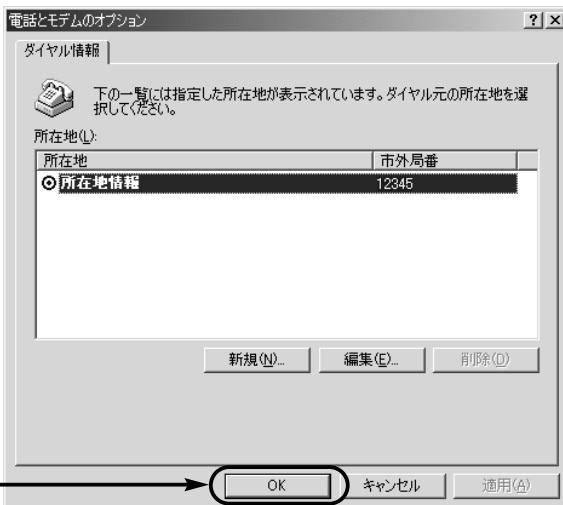 電話とモデムのオプション
ダイヤル情報
下の一覧には指定した所在地が表示されています。ダイヤル元の所在地を選
択してください。
所在地(L):
所在地 市外局番
所在地情報 12345
新規(N)... 編集(E)... 削除(D)
OK キャンセル 適用(A)